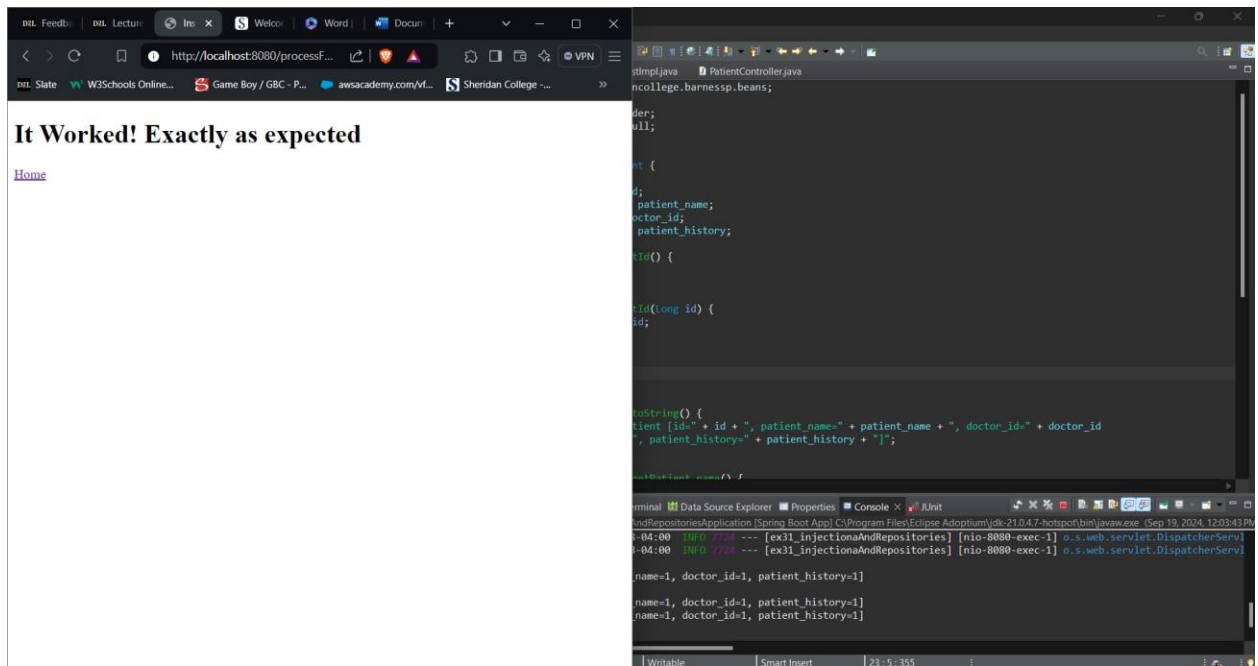 D2L Feedba
D2L Lecture
Ins
Welcor
Word |
Docum
http://localhost:8080/processF...
VPN
D2L Slate
W3Schools Online...
Game Boy / GBC - P...
awsacademy.com/vf...
Sheridan College -...
It Worked! Exactly as expected
Home
stImpl.java
PatientController.java
ncollege.barnessp.beans;
der;
ull;
nt {
d;
patient_name;
octor_id;
patient_history;
tId() {
tId(Long id) {
id;
toString() {
tient [id=" + id + ", patient_name=" + patient_name + ", doctor_id=" + doctor_id
", patient_history=" + patient_history + "]";
getPatient_name() {
erminal Data Source Explorer Properties Console JUnit
AndRepositoriesApplication [Spring Boot App] C:\Program Files\Eclipse Adoptium\jdk-21.0.4.7-hotspot\bin\javaw.exe (Sep 19, 2024, 12:03:43 PM
-04:00 INFO 7724 --- [ex31_injectionaAndRepositories] [nio-8080-exec-1] o.s.web.servlet.DispatcherServl
-04:00 INFO 7724 --- [ex31_injectionaAndRepositories] [nio-8080-exec-1] o.s.web.servlet.DispatcherServl
_name=1, doctor_id=1, patient_history=1]
_name=1, doctor_id=1, patient_history=1]
_name=1, doctor_id=1, patient_history=1]
Writable
Smart Insert
23 : 5 : 355